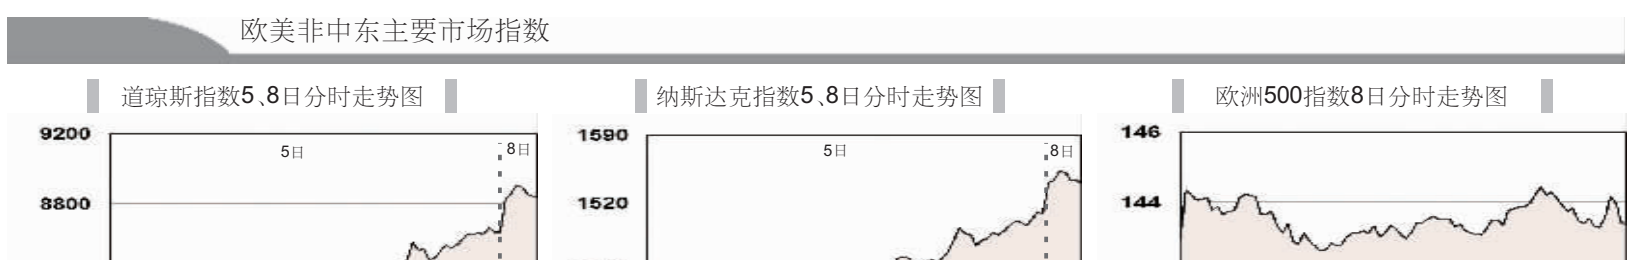 欧美非中东主要市场指数
道琼斯指数5、8日分时走势图
9200
5日
8日
8800
纳斯达克指数5、8日分时走势图
1590
5日
8日
1520
欧洲500指数8日分时走势图
146
144